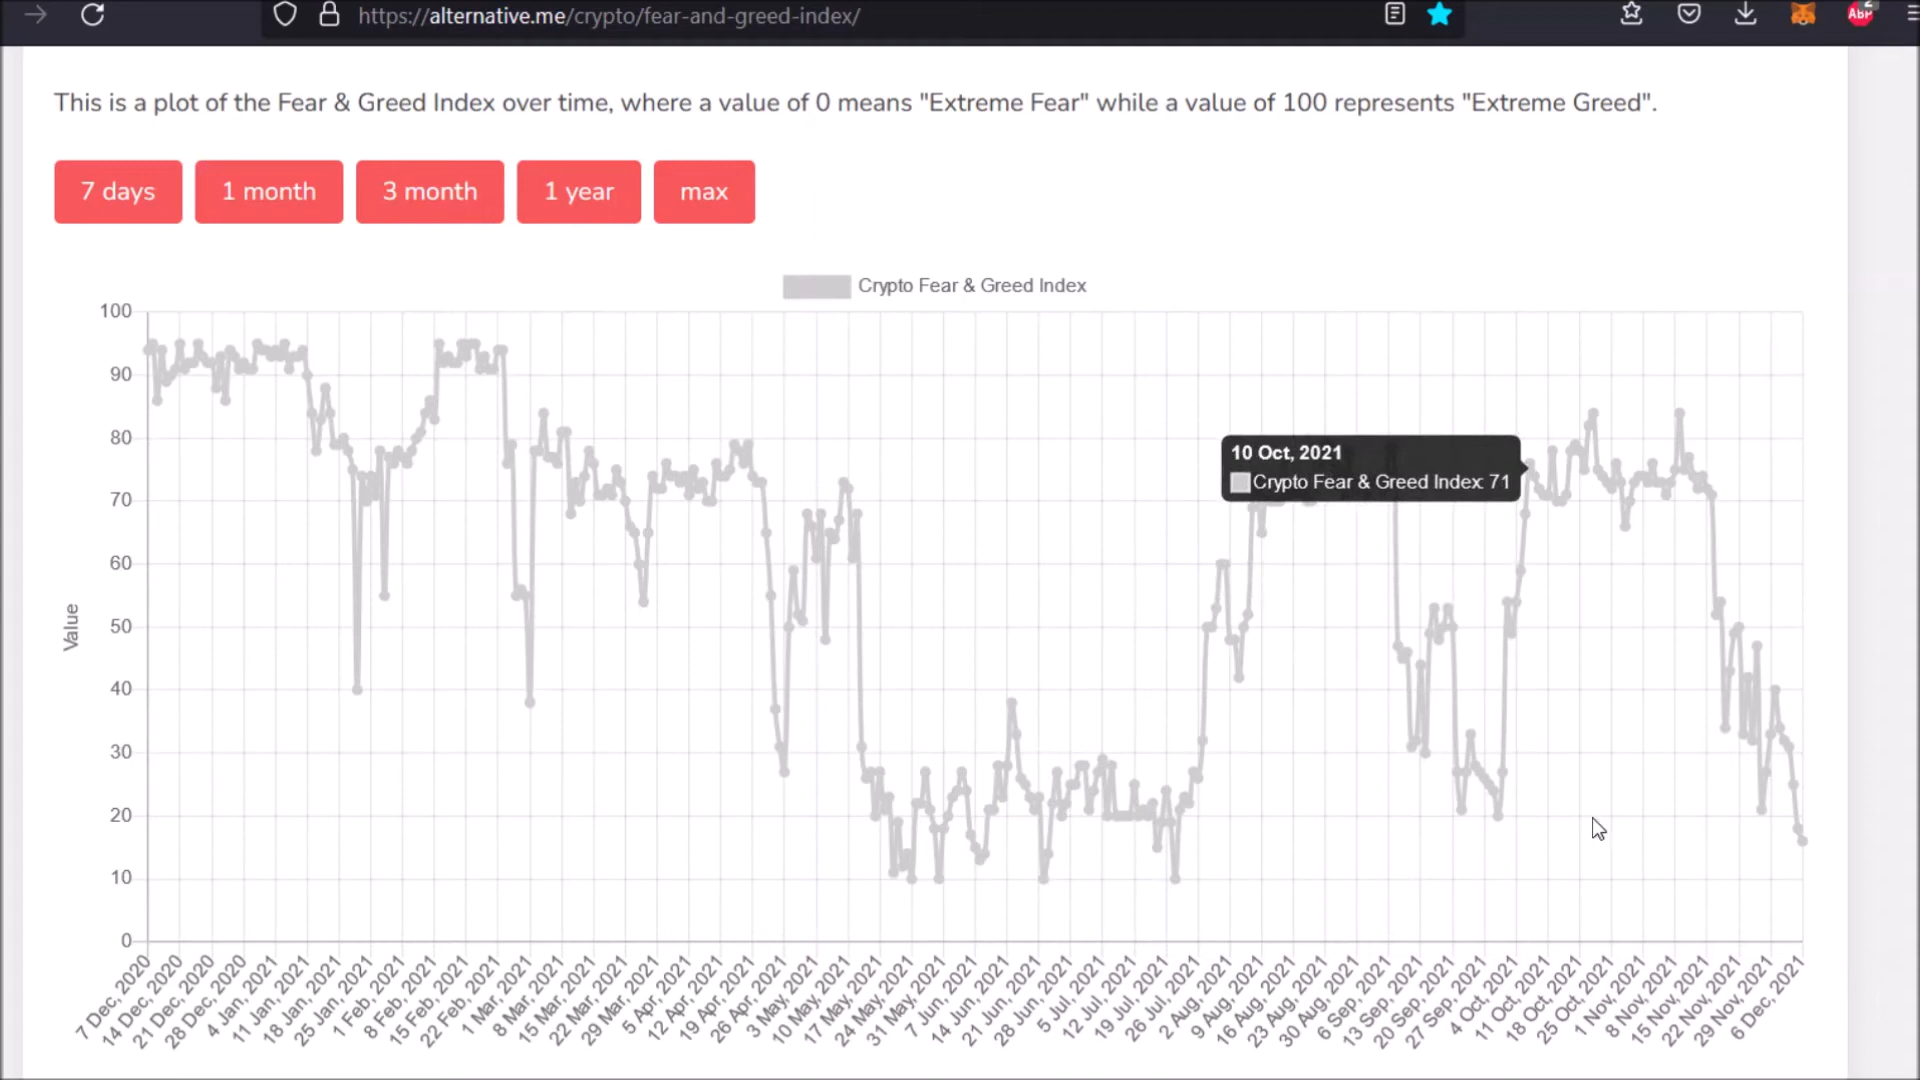 https://alternative.me/crypto/fear-and-greed-index/
2
ABP
This is a plot of the Fear & Greed Index over time, where a value of 0 means "Extreme Fear" while a value of 100 represents "Extreme Greed".
7 days 1 month 3 month 1 year max
Crypto Fear & Greed Index
100
90
80
70
60
50
40
30
20
10
0
Value
10 Oct, 2021
Crypto Fear & Greed Index 71
7 Dec, 2020
14 Dec, 2020
21 Dec, 2020
28 Dec, 2020
4 Jan, 2021
11 Jan, 2021
18 Jan, 2021
25 Jan, 2021
1 Feb, 2021
8 Feb, 2021
15 Feb, 2021
22 Feb, 2021
1 Mar, 2021
8 Mar, 2021
15 Mar, 2021
22 Mar, 2021
29 Mar, 2021
5 Apr, 2021
12 Apr, 2021
19 Apr, 2021
26 Apr, 2021
3 May, 2021
10 May, 2021
17 May, 2021
24 May, 2021
31 May, 2021
7 Jun, 2021
14 Jun, 2021
21 Jun, 2021
28 Jun, 2021
5 Jul, 2021
12 Jul, 2021
19 Jul, 2021
26 Jul, 2021
2 Aug, 2021
9 Aug, 2021
16 Aug, 2021
23 Aug, 2021
30 Aug, 2021
6 Sep, 2021
13 Sep, 2021
20 Sep, 2021
27 Sep, 2021
4 Oct, 2021
11 Oct, 2021
18 Oct, 2021
25 Oct, 2021
1 Nov, 2021
8 Nov, 2021
15 Nov, 2021
22 Nov, 2021
29 Nov, 2021
6 Dec, 2021